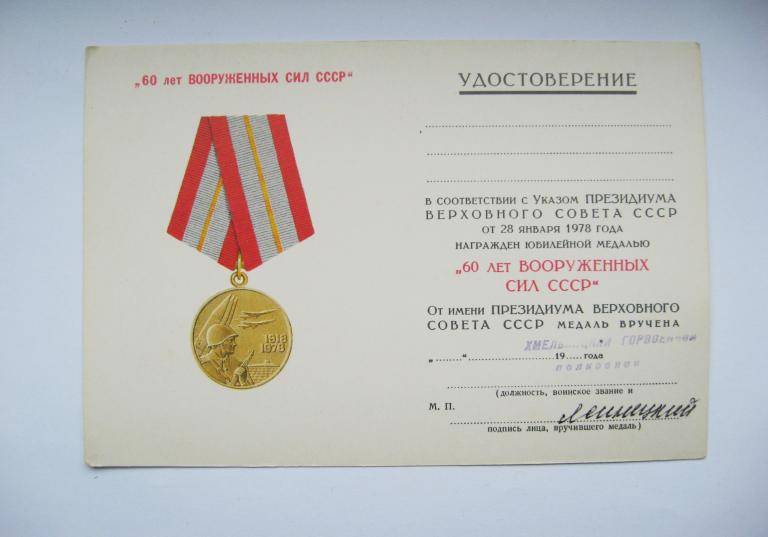 „60 лет ВООРУЖЕННЫХ СИЛ СССР“
1918
1978
УДОСТОВЕРЕНИЕ
В СООТВЕТСТВИИ С УКАЗОМ ПРЕЗИДИУМА
ВЕРХОВНОГО СОВЕТА СССР
ОТ 28 ЯНВАРЯ 1978 ГОДА
НАГРАЖДЕН ЮБИЛЕЙНОЙ МЕДАЛЬЮ
„60 ЛЕТ ВООРУЖЕННЫХ
СИЛ СССР“
ОТ ИМЕНИ ПРЕЗИДИУМА ВЕРХОВНОГО
СОВЕТА СССР МЕДАЛЬ ВРУЧЕНА
„.......“ ........................ 19..... года
(должность, воинское звание и
М. П.
подпись лица, вручившего медаль)